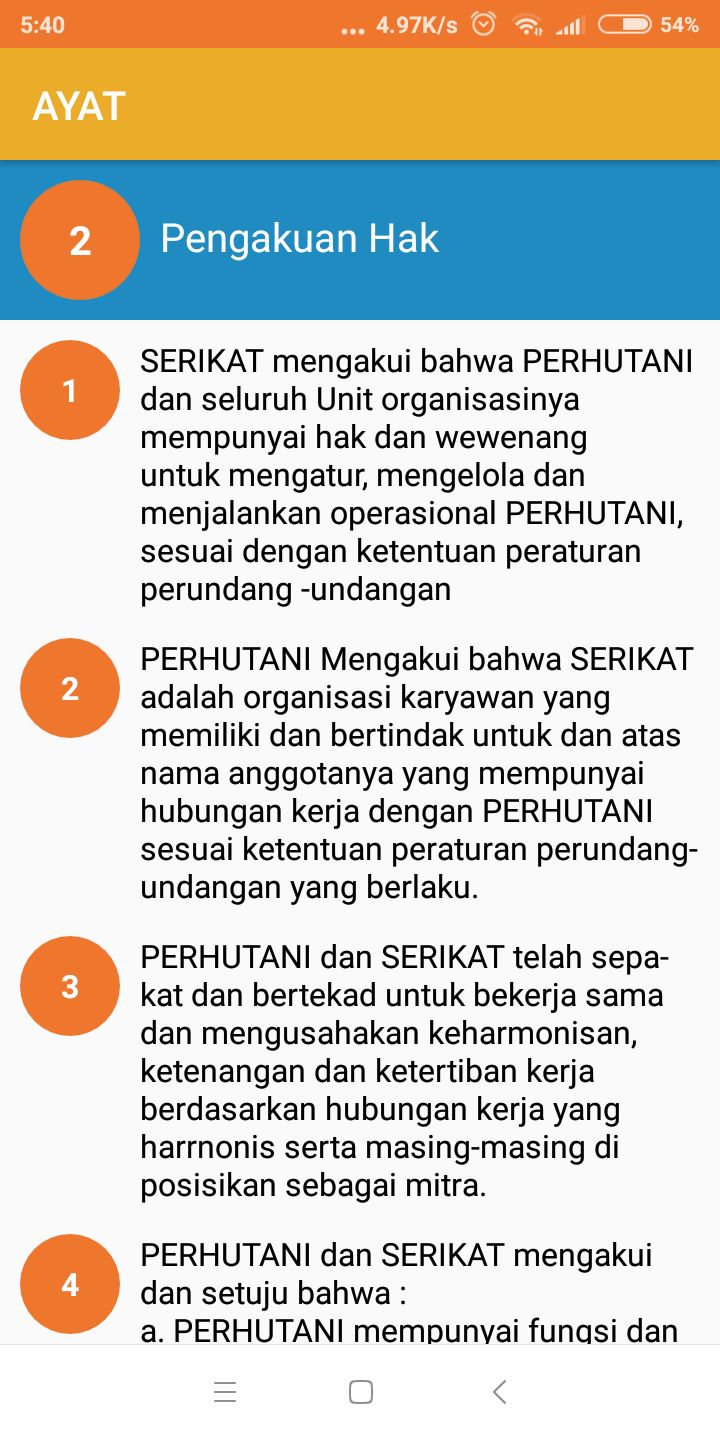 5:40
... 4.97K/s 54%
AYAT
2 Pengakuan Hak
1
SERIKAT mengakui bahwa PERHUTANI
dan seluruh Unit organisasinya
mempunyai hak dan wewenang
untuk mengatur, mengelola dan
menjalankan operasional PERHUTANI,
sesuai dengan ketentuan peraturan
perundang -undangan
2
PERHUTANI Mengakui bahwa SERIKAT
adalah organisasi karyawan yang
memiliki dan bertindak untuk dan atas
nama anggotanya yang mempunyai
hubungan kerja dengan PERHUTANI
sesuai ketentuan peraturan perundang-
undangan yang berlaku.
3
PERHUTANI dan SERIKAT telah sepa-
kat dan bertekad untuk bekerja sama
dan mengusahakan keharmonisan,
ketenangan dan ketertiban kerja
berdasarkan hubungan kerja yang
harrnonis serta masing-masing di
posisikan sebagai mitra.
4
PERHUTANI dan SERIKAT mengakui
dan setuju bahwa :
a. PERHUTANI mempunyai fungsi dan